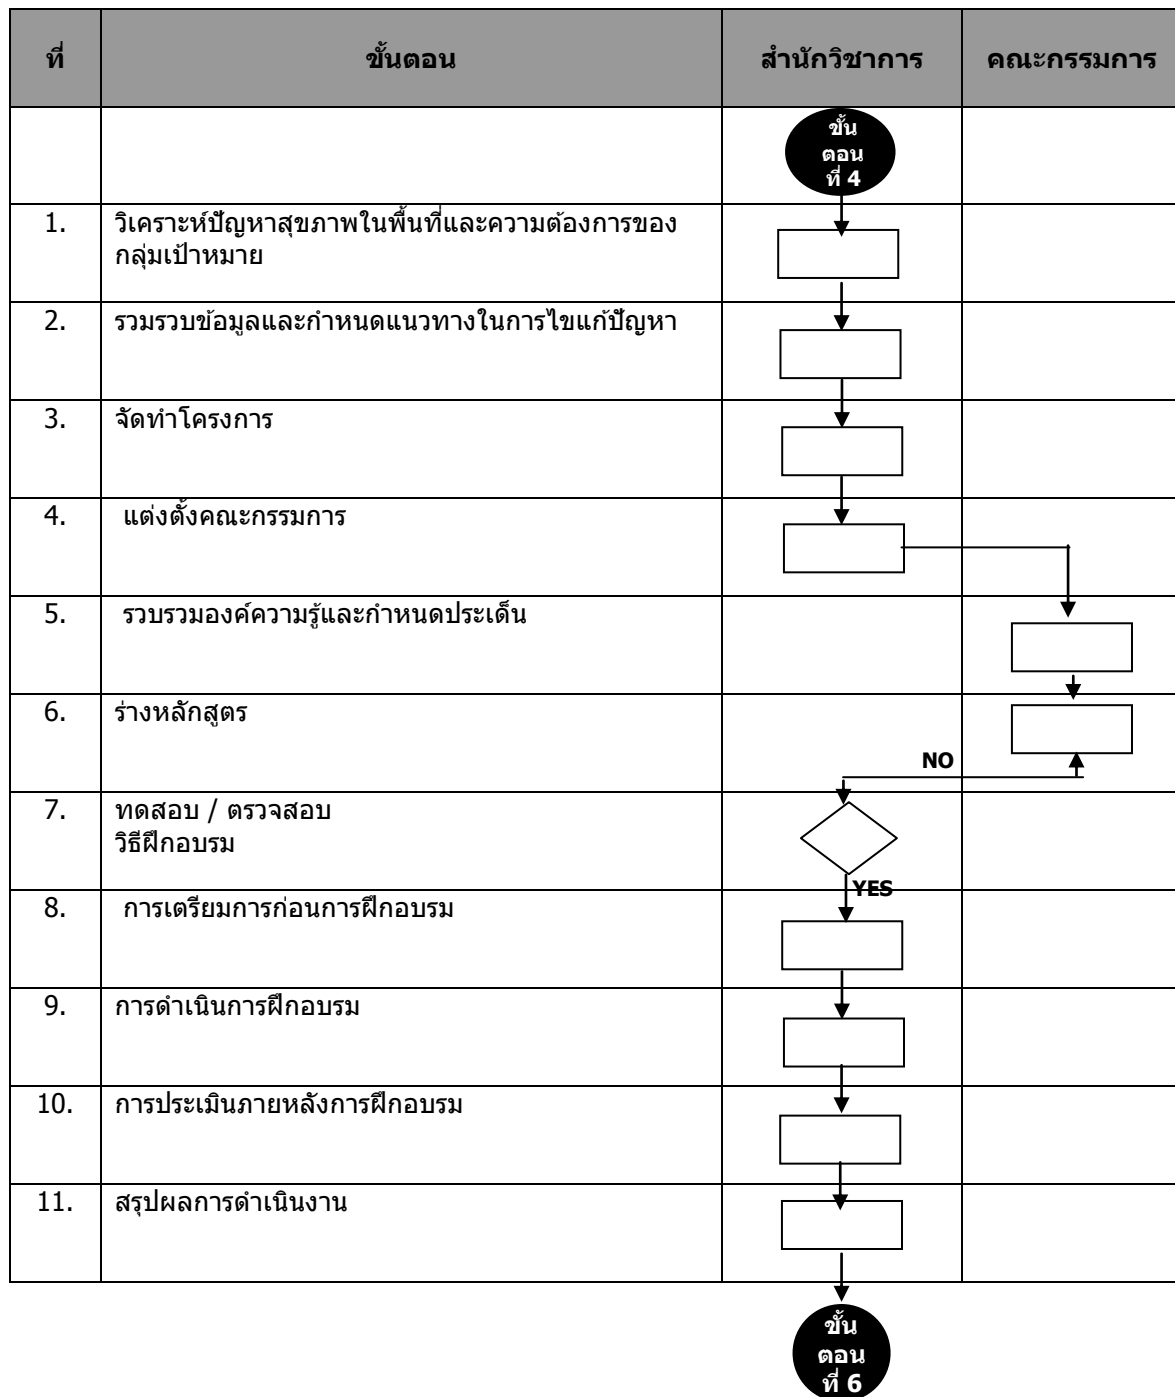 ที่ ขั้นตอน สำนักวิชาการ คณะกรรมการ
ขั้น
ตอน
ที่ 4
1. วิเคราะห์ปัญหาสุขภาพในพื้นที่และความต้องการของ
กลุ่มเป้าหมาย
2. รวมรวบข้อมูลและกำหนดแนวทางในการไขแก้ปัญหา
3. จัดทำโครงการ
4. แต่งตั้งคณะกรรมการ
5. รวบรวมองค์ความรู้และกำหนดประเด็น
6. ร่างหลักสูตร
NO
7. ทดสอบ / ตรวจสอบ
วิธีฝึกอบรม
YES
8. การเตรียมการก่อนการฝึกอบรม
9. การดำเนินการฝึกอบรม
10. การประเมินภายหลังการฝึกอบรม
11. สรุปผลการดำเนินงาน
ขั้น
ตอน
ที่ 6